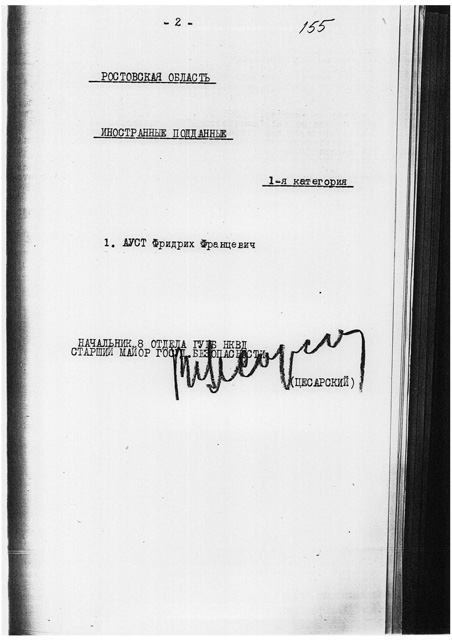 - 2 -
155
РОСТОВСКАЯ ОБЛАСТЬ
ИНОСТРАННЫЕ ПОДДАННЫЕ
1-я категория
1. АУСТ Фридрих Францевич
НАЧАЛЬНИК 8 ОТДЕЛА ГУГБ НКВД
СТАРШИЙ МАЙОР ГОСУД.БЕЗОПАСНОСТИ
(ЦЕСАРСКИЙ)